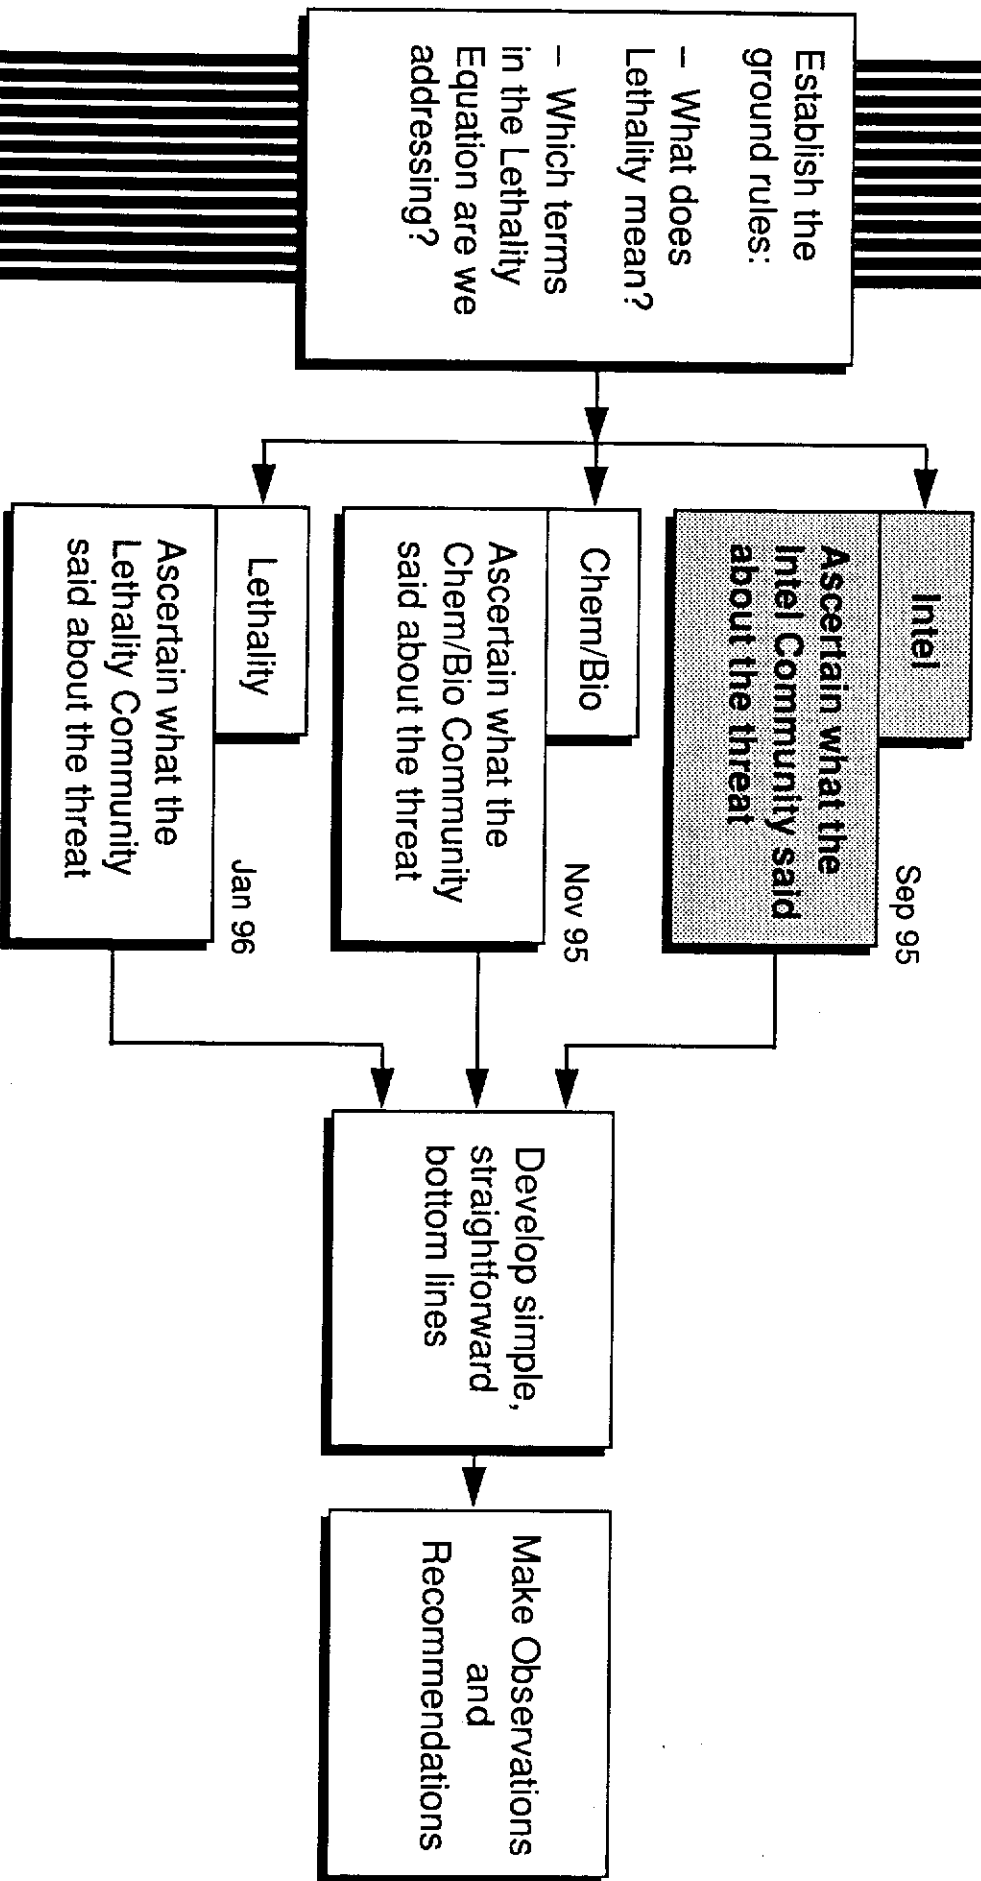 Establish the
ground rules:
– What does
Lethality mean?
– Which terms
in the Lethality
Equation are we
addressing?
Intel
Sep 95
Ascertain what the
Intel Community said
about the threat
Chem/Bio
Nov 95
Ascertain what the
Chem/Bio Community
said about the threat
Lethality
Jan 96
Ascertain what the
Lethality Community
said about the threat
Develop simple,
straightforward
bottom lines
Make Observations
and
Recommendations